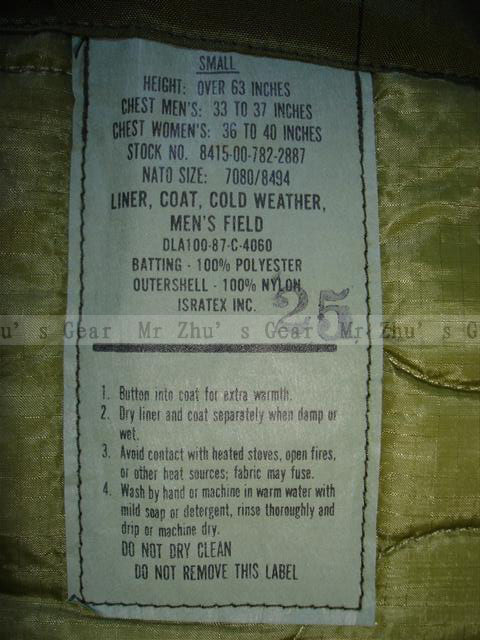 SMALL
HEIGHT: OVER 63 INCHES
CHEST MEN'S: 33 TO 37 INCHES
CHEST WOMEN'S: 36 TO 40 INCHES
STOCK NO. 8415-00-782-2887
NATO SIZE: 7080/8494
LINER, COAT, COLD WEATHER,
MEN'S FIELD
DLA100-87-C-4060
BATTING - 100% POLYESTER
OUTERSHELL - 100% NYLON
ISRATEX INC.
25
Zhu's Gear Mr Zhu's Gear Mr Zhu's G
1. Button into coat for extra warmth.
2. Dry liner and coat separately when damp or
wet.
3. Avoid contact with heated stoves, open fires,
or other heat sources; fabric may fuse.
4. Wash by hand or machine in warm water with
mild soap or detergent, rinse thoroughly and
drip or machine dry.
DO NOT DRY CLEAN
DO NOT REMOVE THIS LABEL